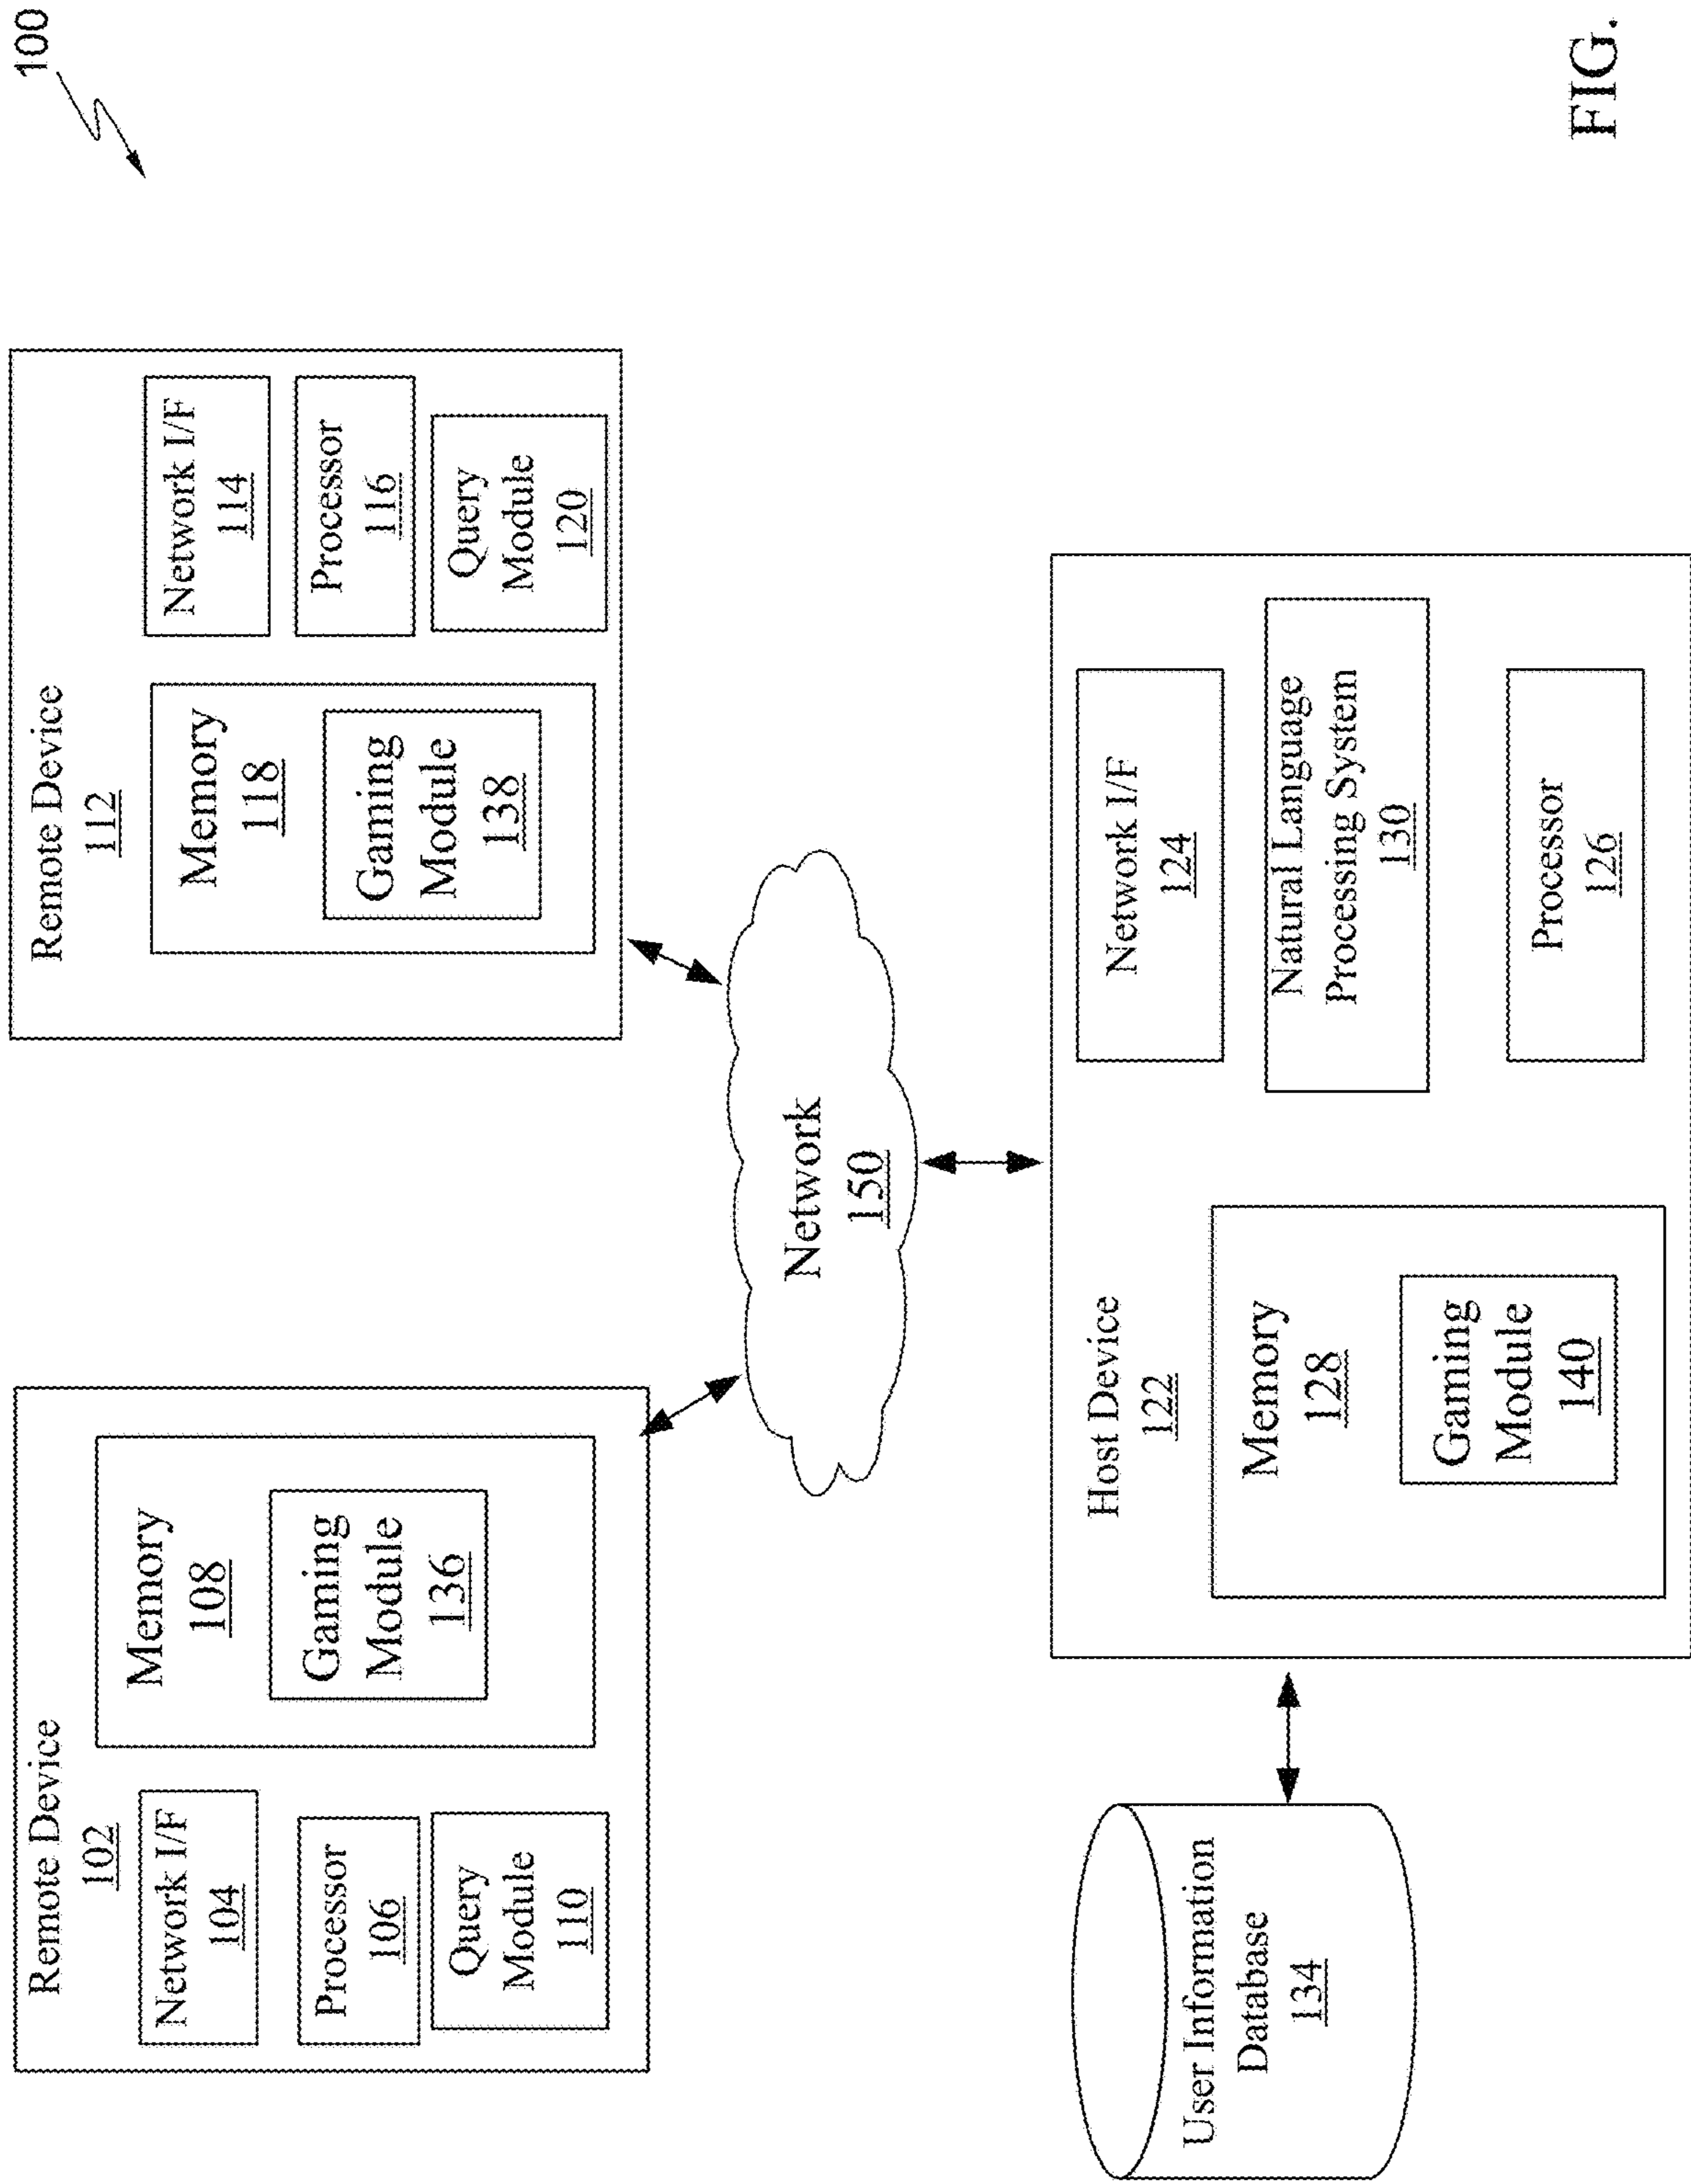 100
Remote Device
102
Network I/F
104
Processor
106
Query
Module
110
Memory
108
Gaming
Module
136
Remote Device
112
Memory
118
Gaming
Module
138
Network I/F
114
Processor
116
Query
Module
120
Network
150
User Information
Database
134
Host Device
122
Memory
128
Gaming
Module
140
Network I/F
124
Natural Language
Processing System
130
Processor
126
FIG.